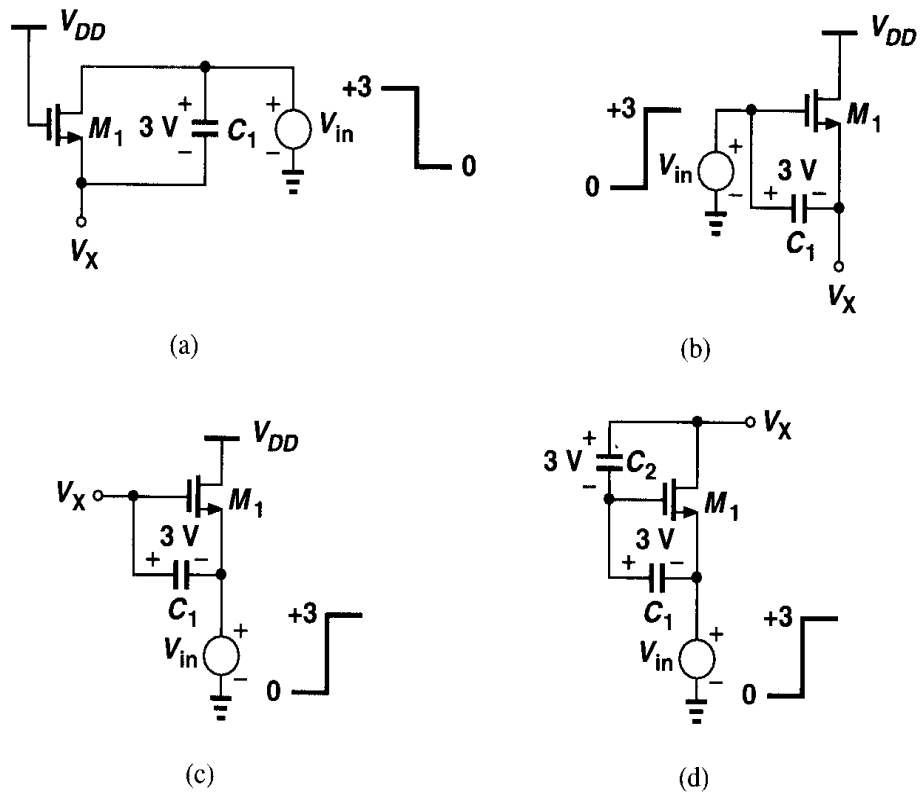 V_DD
M_1
+
3 V
−
C_1
+
−
V_in
+3
0
V_X
(a)
V_DD
+3
0
M_1
V_in
+
−
3 V
+ −
C_1
V_X
(b)
V_DD
V_X
M_1
3 V
+ −
C_1
+3
0
V_in
+
−
(c)
V_X
+
3 V
−
C_2
M_1
3 V
+ −
C_1
+3
0
V_in
+
−
(d)